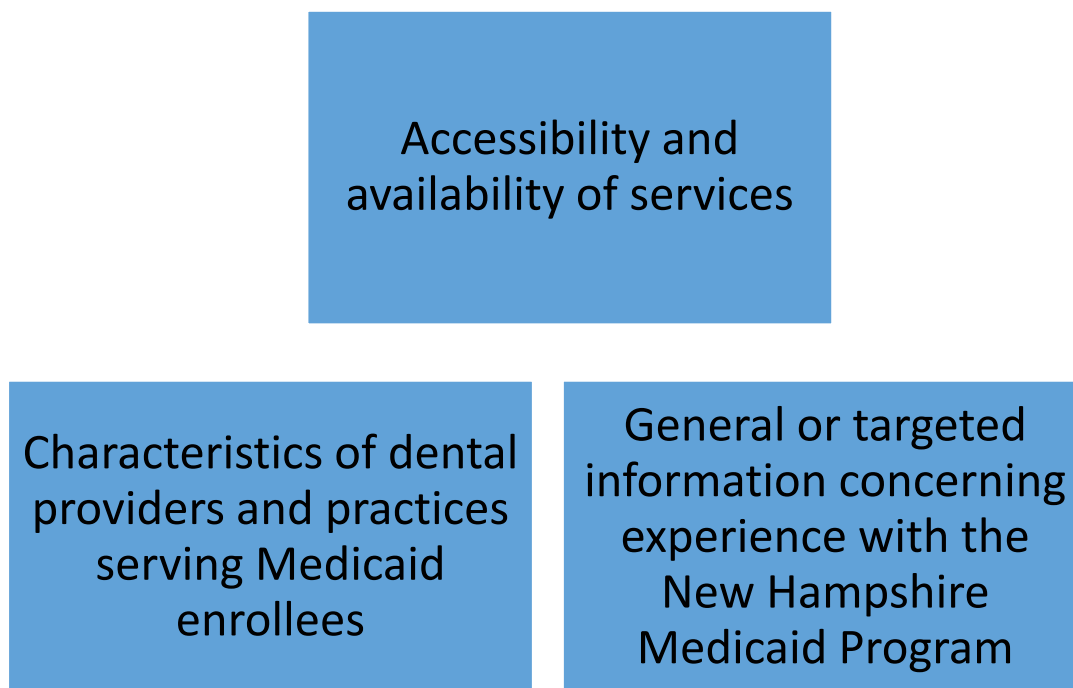 Accessibility and
availability of services
Characteristics of dental
providers and practices
serving Medicaid
enrollees
General or targeted
information concerning
experience with the
New Hampshire
Medicaid Program